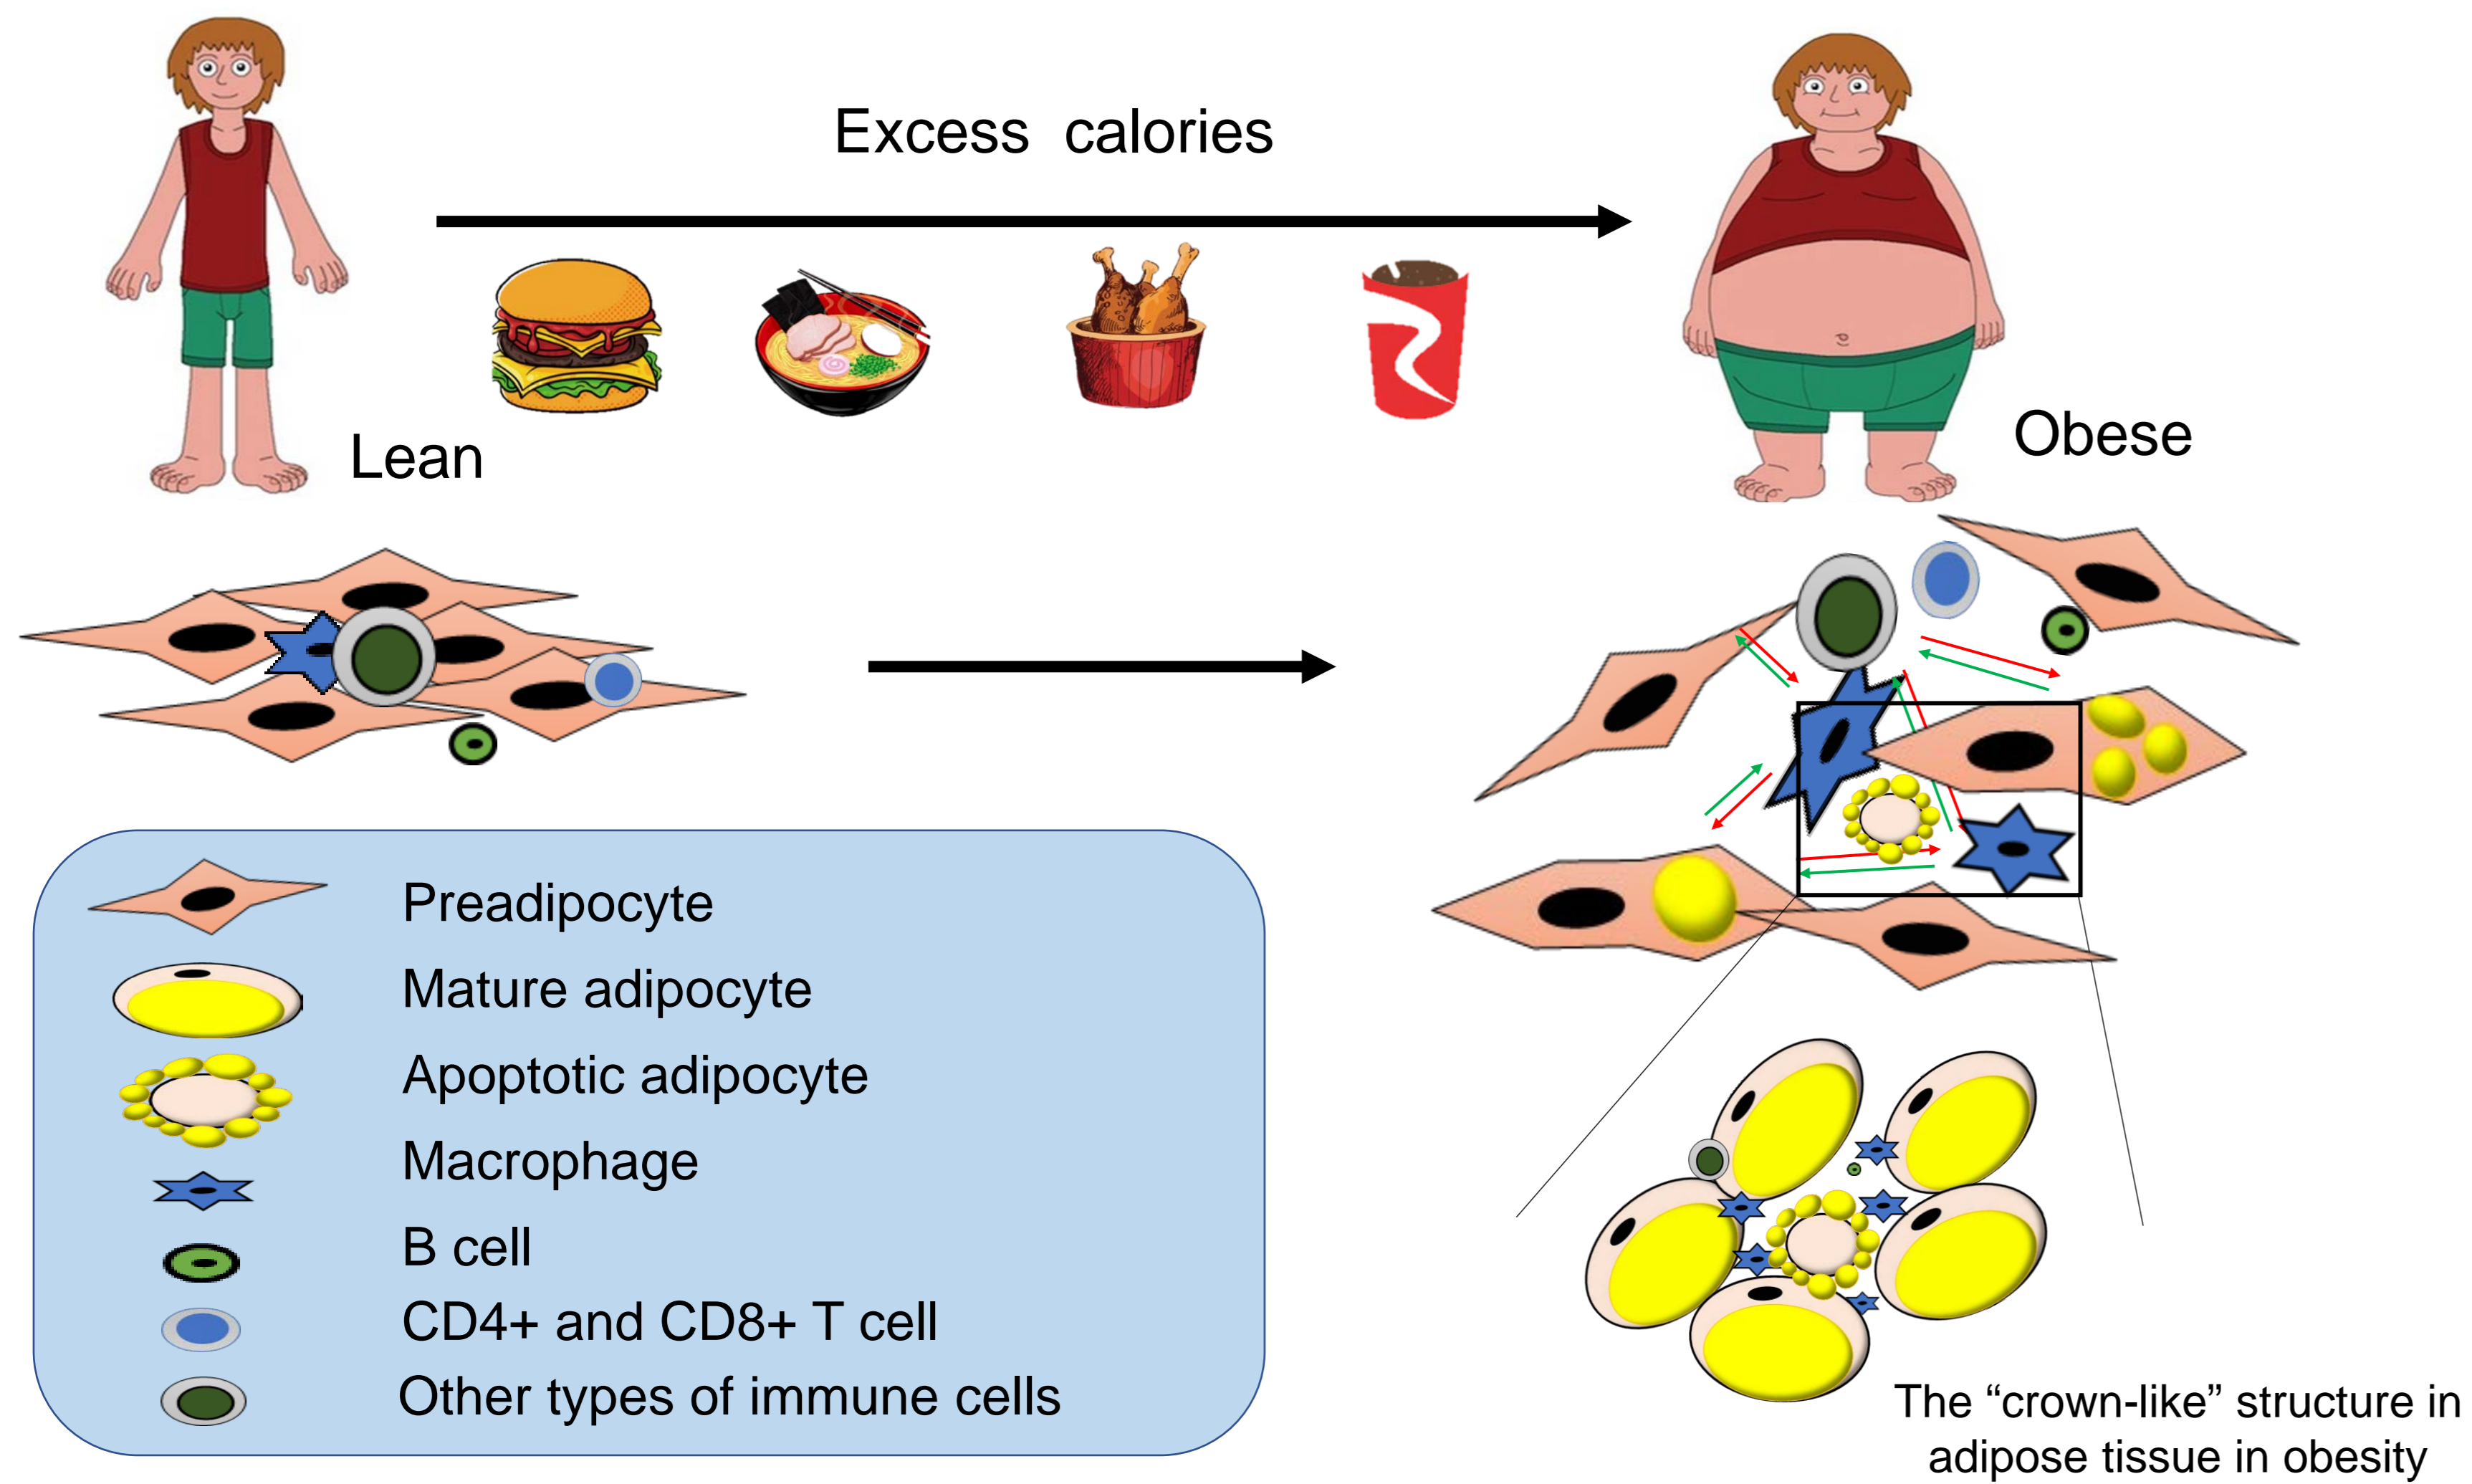 Excess calories
Lean
Obese
Preadipocyte
Mature adipocyte
Apoptotic adipocyte
Macrophage
B cell
CD4+ and CD8+ T cell
Other types of immune cells
The “crown-like” structure in
adipose tissue in obesity